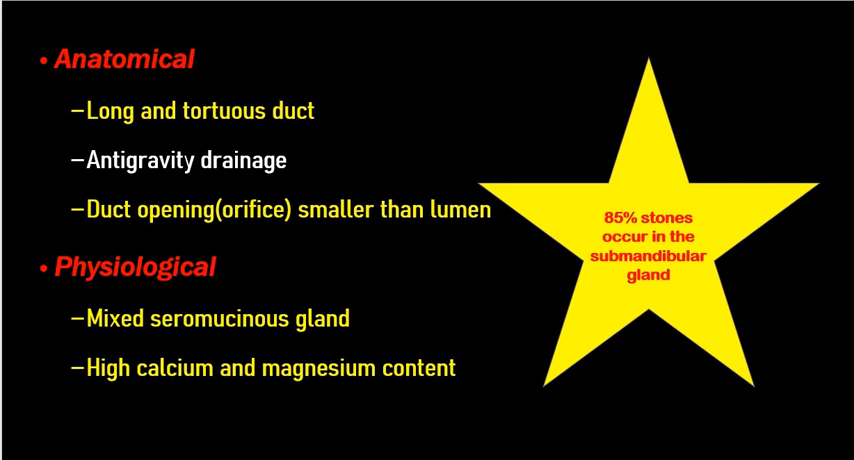 • Anatomical
–Long and tortuous duct
–Antigravity drainage
–Duct opening(orifice) smaller than lumen
• Physiological
–Mixed seromucinous gland
–High calcium and magnesium content
85% stones
occur in the
submandibular
gland